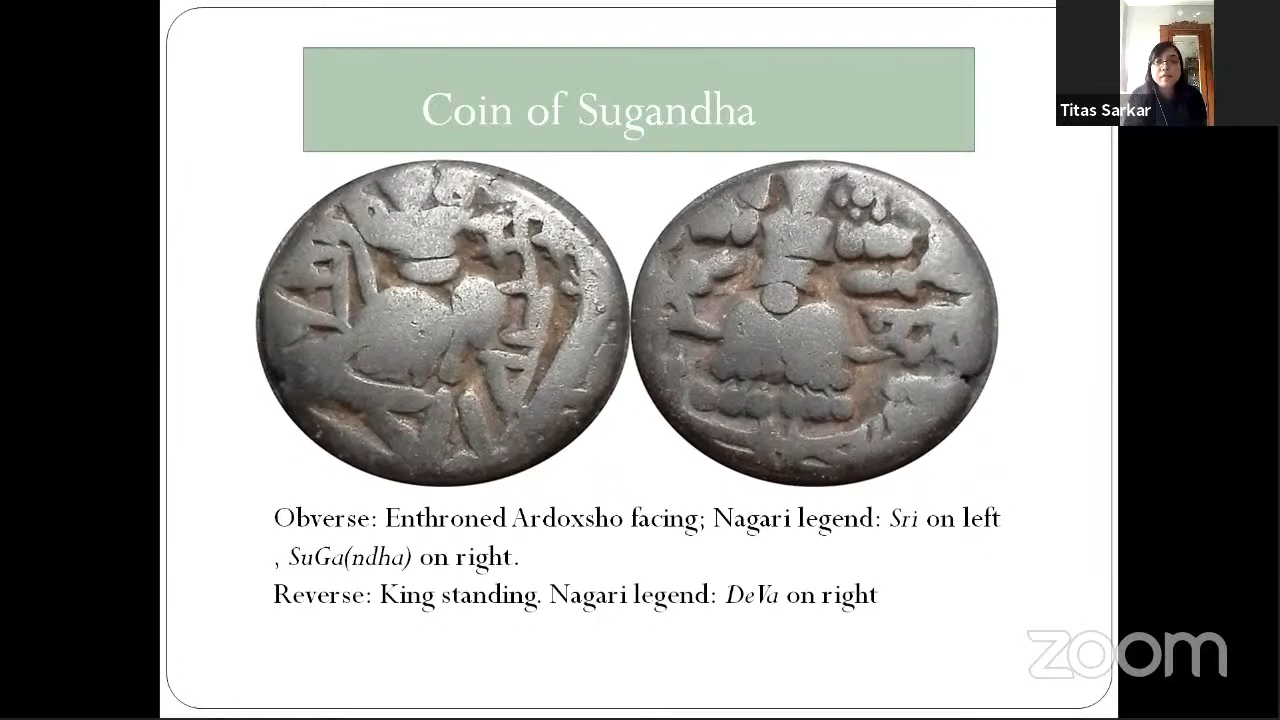 Coin of Sugandha
Titas Sarkar
Obverse: Enthroned Ardoxsho facing; Nagari legend: Sri on left
, SuGa(ndha) on right.
Reverse: King standing. Nagari legend: DeVa on right
zoom